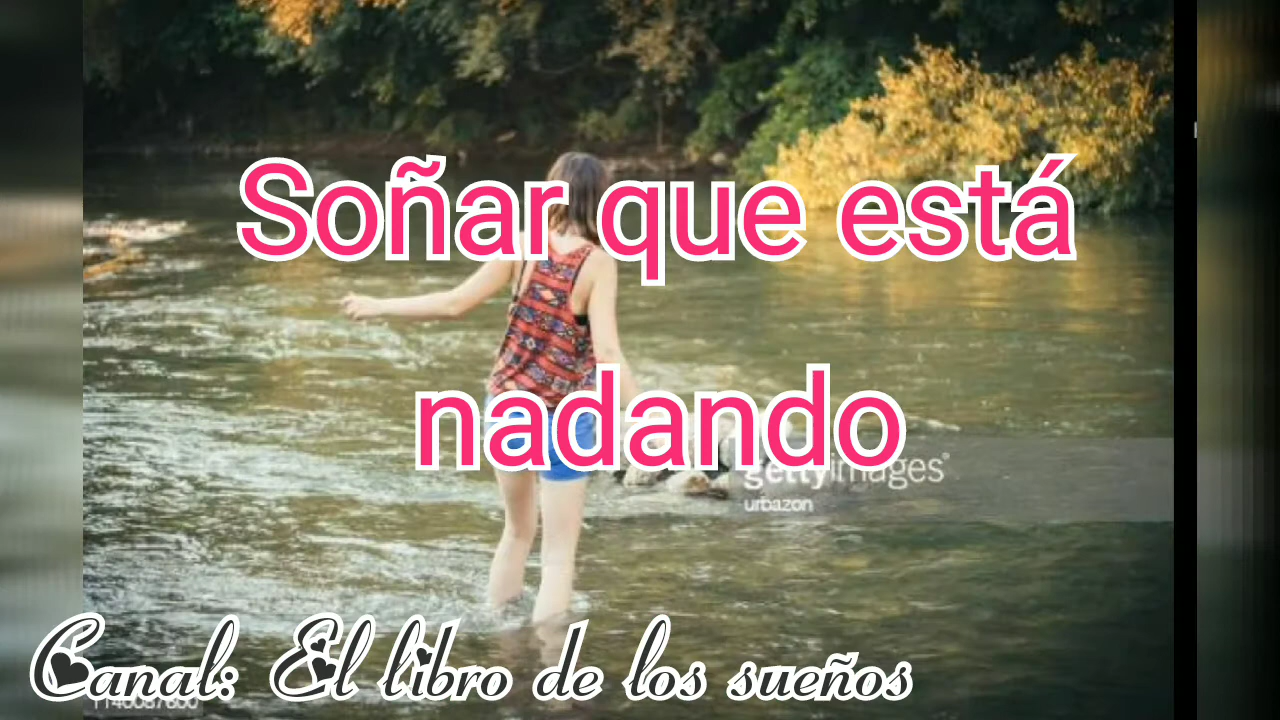 Soñar que está
nadando
gettyimages®
urbazon
Canal: El libro de los sueños